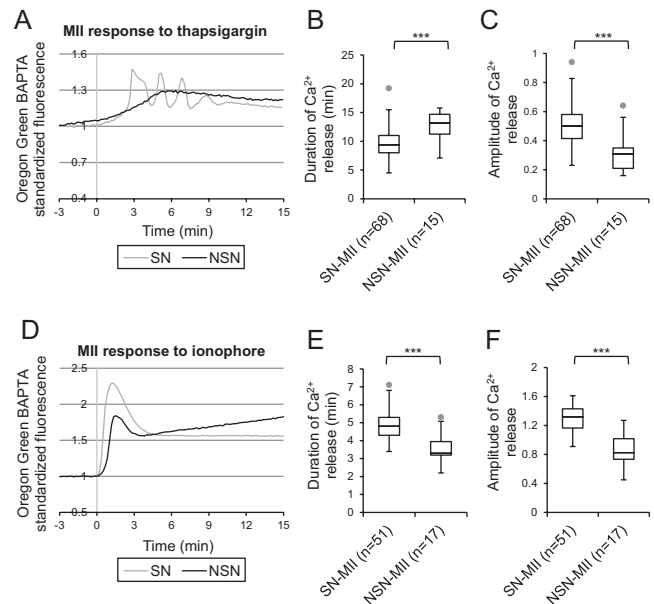 A
MII response to thapsigargin
Oregon Green BAPTA
standardized fluorescence
1.6
1.3
1
0.7
0.4
-3 0 3 6 9 12 15
Time (min)
SN NSN
B
***
Duration of Ca2+
release (min)
25
20
15
10
5
0
SN-MII (n=68)
NSN-MII (n=15)
C
***
Amplitude of Ca2+
release
1
0.8
0.6
0.4
0.2
0
SN-MII (n=68)
NSN-MII (n=15)
D
MII response to ionophore
Oregon Green BAPTA
standardized fluorescence
2.5
2
1.5
1
0.5
-3 0 3 6 9 12 15
Time (min)
SN NSN
E
***
Duration of Ca2+
release (min)
8
7
6
5
4
3
2
1
0
SN-MII (n=51)
NSN-MII (n=17)
F
***
Amplitude of Ca2+
release
2
1.6
1.2
0.8
0.4
0
SN-MII (n=51)
NSN-MII (n=17)